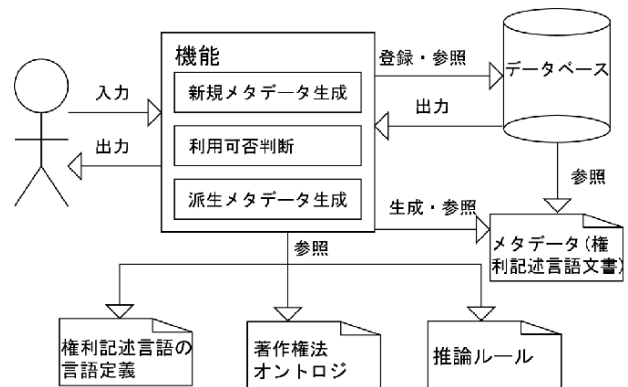 機能
新規メタデータ生成
利用可否判断
派生メタデータ生成
入力
出力
登録・参照
出力
データベース
参照
生成・参照
メタデータ(権
利記述言語文書)
参照
権利記述言語の
言語定義
著作権法
オントロジ
推論ルール